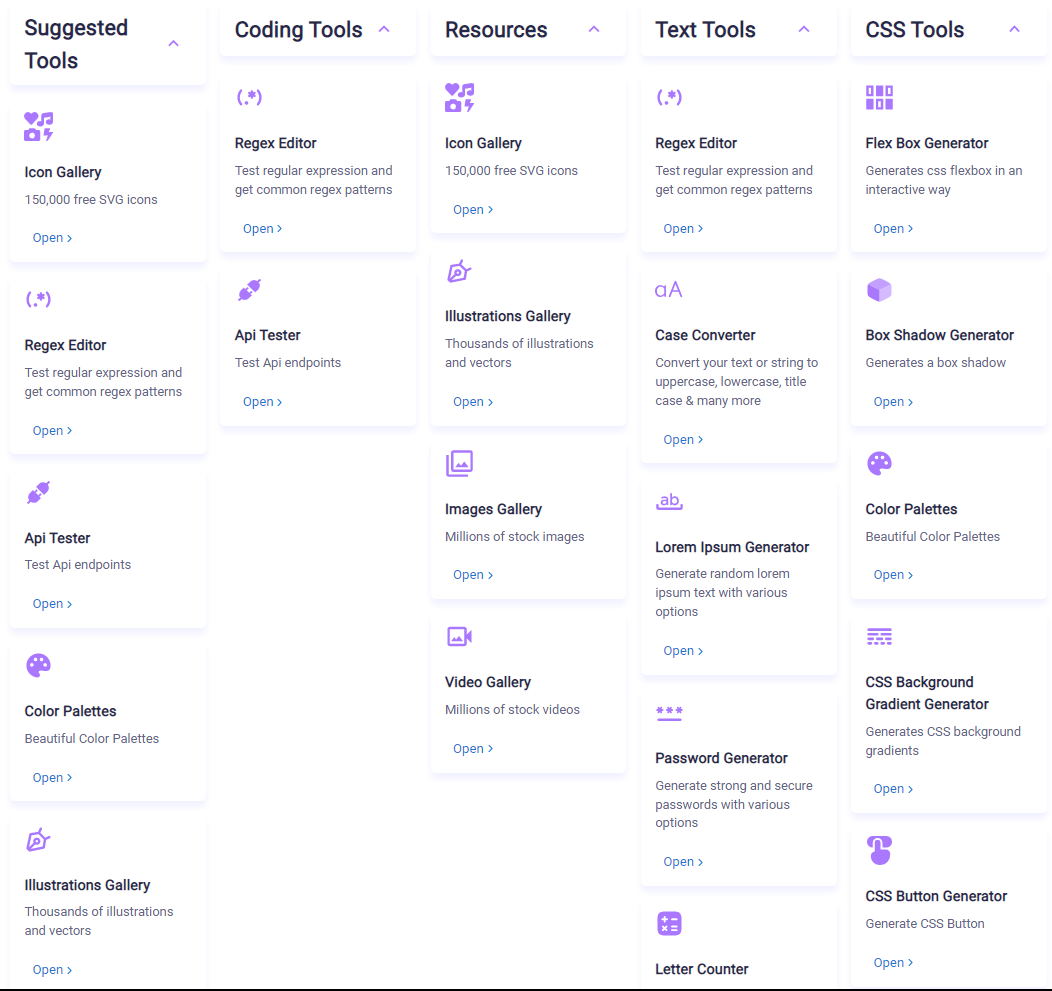 Suggested
Tools
Icon Gallery
150,000 free SVG icons
Open
(.*)
Regex Editor
Test regular expression and
get common regex patterns
Open
Api Tester
Test Api endpoints
Open
Color Palettes
Beautiful Color Palettes
Open
Illustrations Gallery
Thousands of illustrations
and vectors
Open
Coding Tools
(.*)
Regex Editor
Test regular expression and
get common regex patterns
Open
Api Tester
Test Api endpoints
Open
Resources
Icon Gallery
150,000 free SVG icons
Open
Illustrations Gallery
Thousands of illustrations
and vectors
Open
Images Gallery
Millions of stock images
Open
Video Gallery
Millions of stock videos
Open
Text Tools
(.*)
Regex Editor
Test regular expression and
get common regex patterns
Open
aA
Case Converter
Convert your text or string to
uppercase, lowercase, title
case & many more
Open
ab
Lorem Ipsum Generator
Generate random lorem
ipsum text with various
options
Open
***
Password Generator
Generate strong and secure
passwords with various
options
Open
Letter Counter
CSS Tools
Flex Box Generator
Generates css flexbox in an
interactive way
Open
Box Shadow Generator
Generates a box shadow
Open
Color Palettes
Beautiful Color Palettes
Open
CSS Background
Gradient Generator
Generates CSS background
gradients
Open
CSS Button Generator
Generate CSS Button
Open